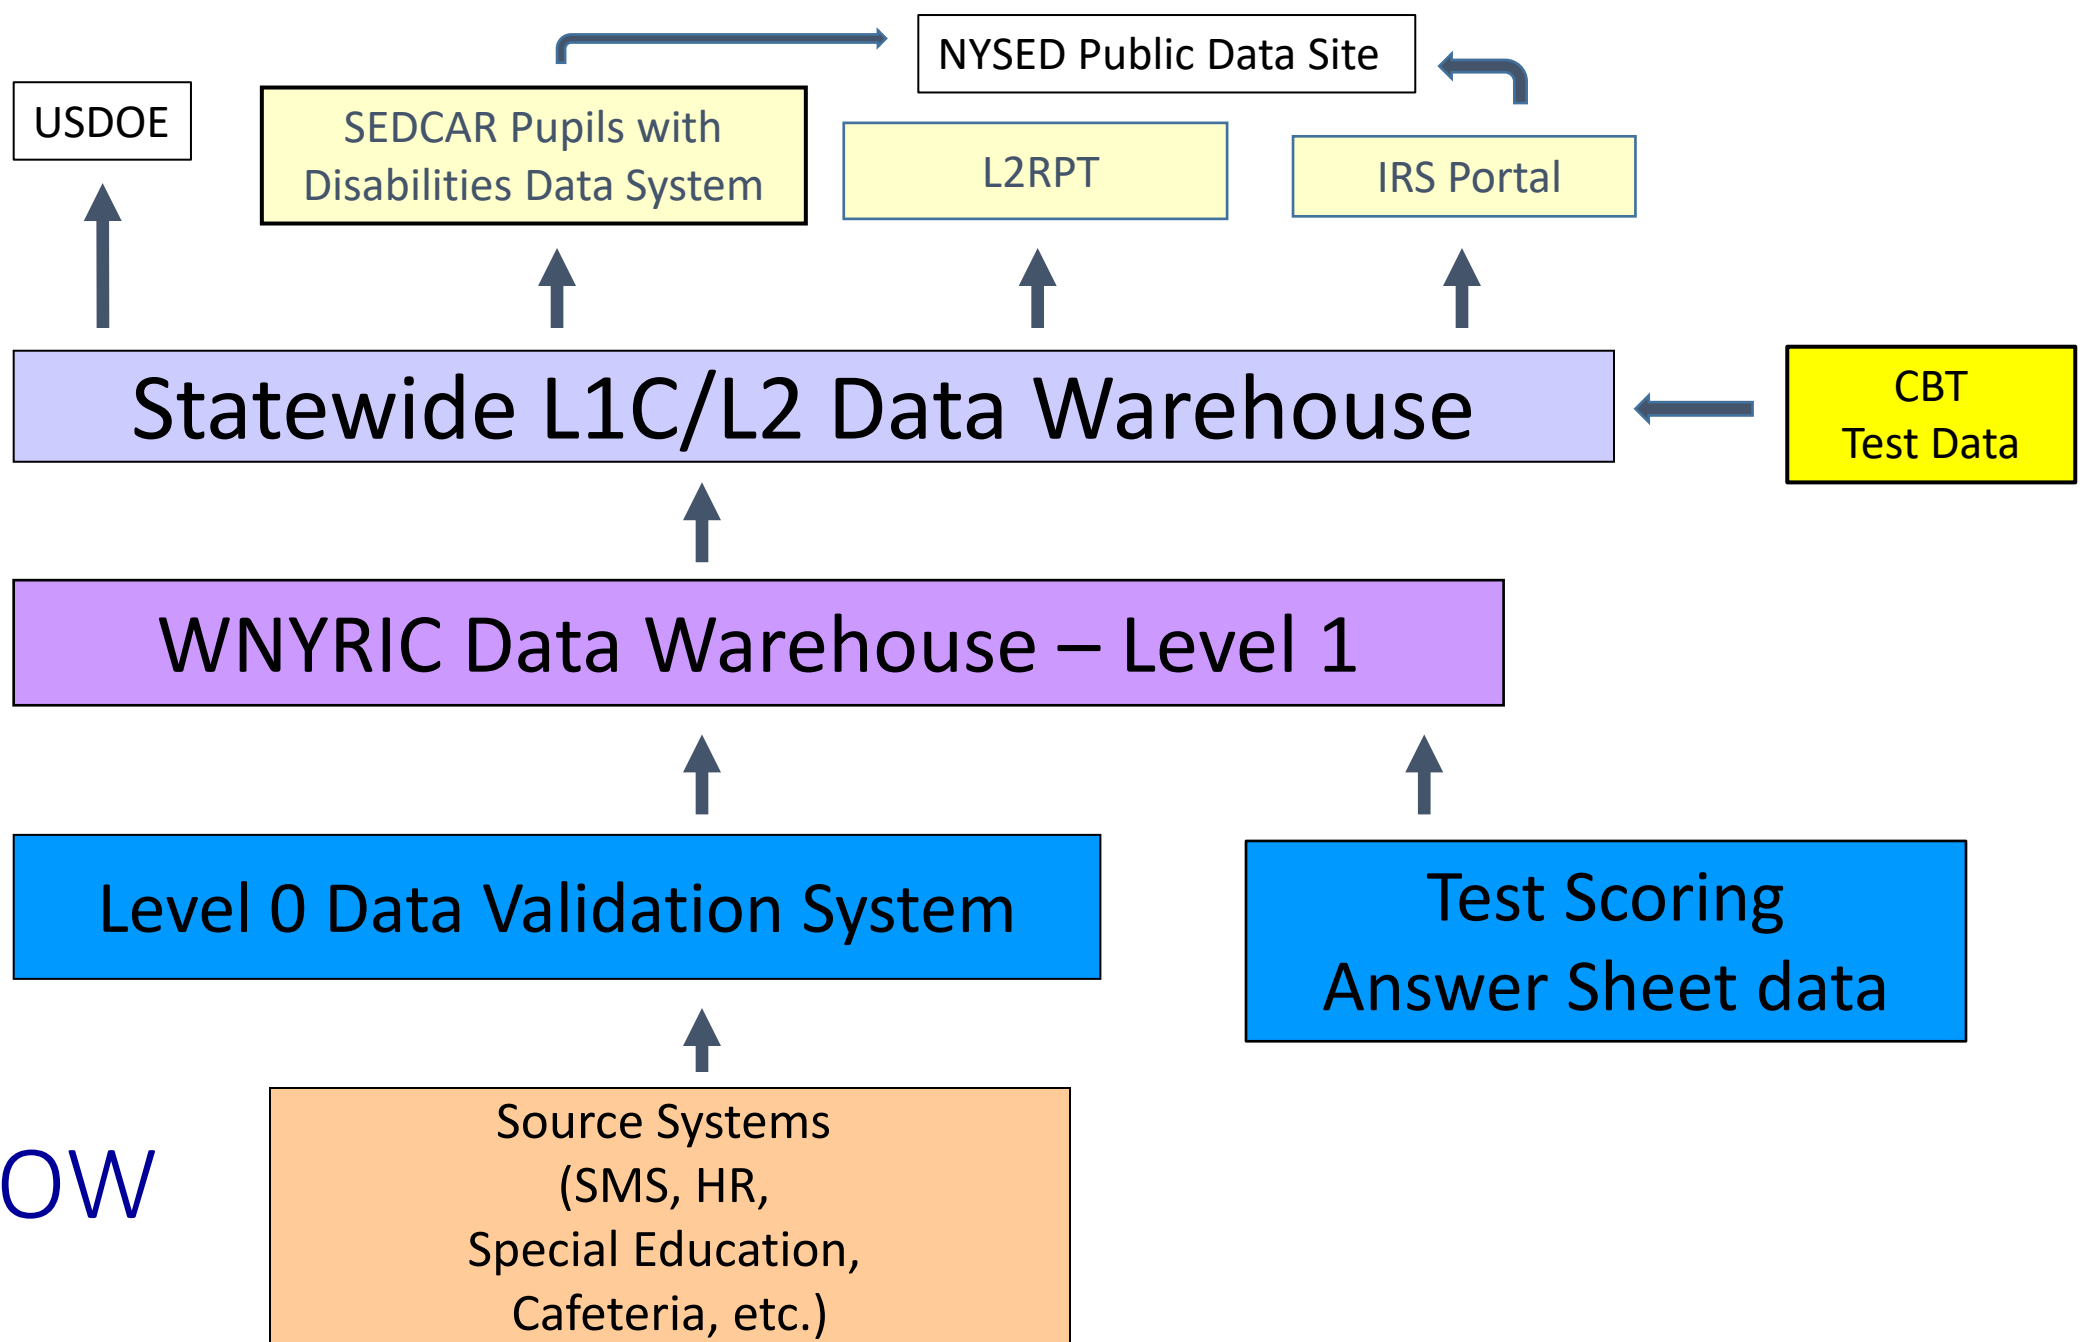 NYSED Public Data Site
USDOE
SEDCAR Pupils with
Disabilities Data System
L2RPT
IRS Portal
Statewide L1C/L2 Data Warehouse
CBT
Test Data
WNYRIC Data Warehouse – Level 1
Level 0 Data Validation System
Test Scoring
Answer Sheet data
Source Systems
(SMS, HR,
Special Education,
Cafeteria, etc.)
OW